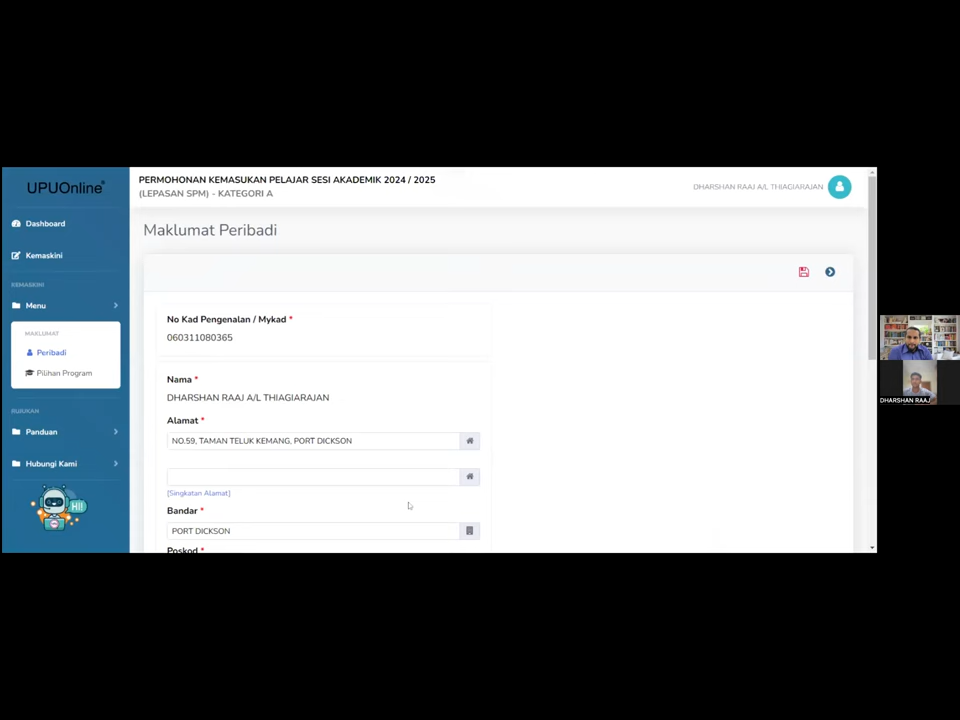 UPUOnline®
PERMOHONAN KEMASUKAN PELAJAR SESI AKADEMIK 2024 / 2025
(LEPASAN SPM) - KATEGORI A
DHARSHAN RAAJ A/L THIAGIARAJAN
Dashboard
Kemaskini
KEMASKINI
Menu
MAKLUMAT
Peribadi
Pilihan Program
RUJUKAN
Panduan
Hubungi Kami
HI!
Maklumat Peribadi
No Kad Pengenalan / Mykad *
060311080365
Nama *
DHARSHAN RAAJ A/L THIAGIARAJAN
Alamat *
NO.59, TAMAN TELUK KEMANG, PORT DICKSON
[Singkatan Alamat]
Bandar *
PORT DICKSON
Poskod *
DHARSHAN RAAJ